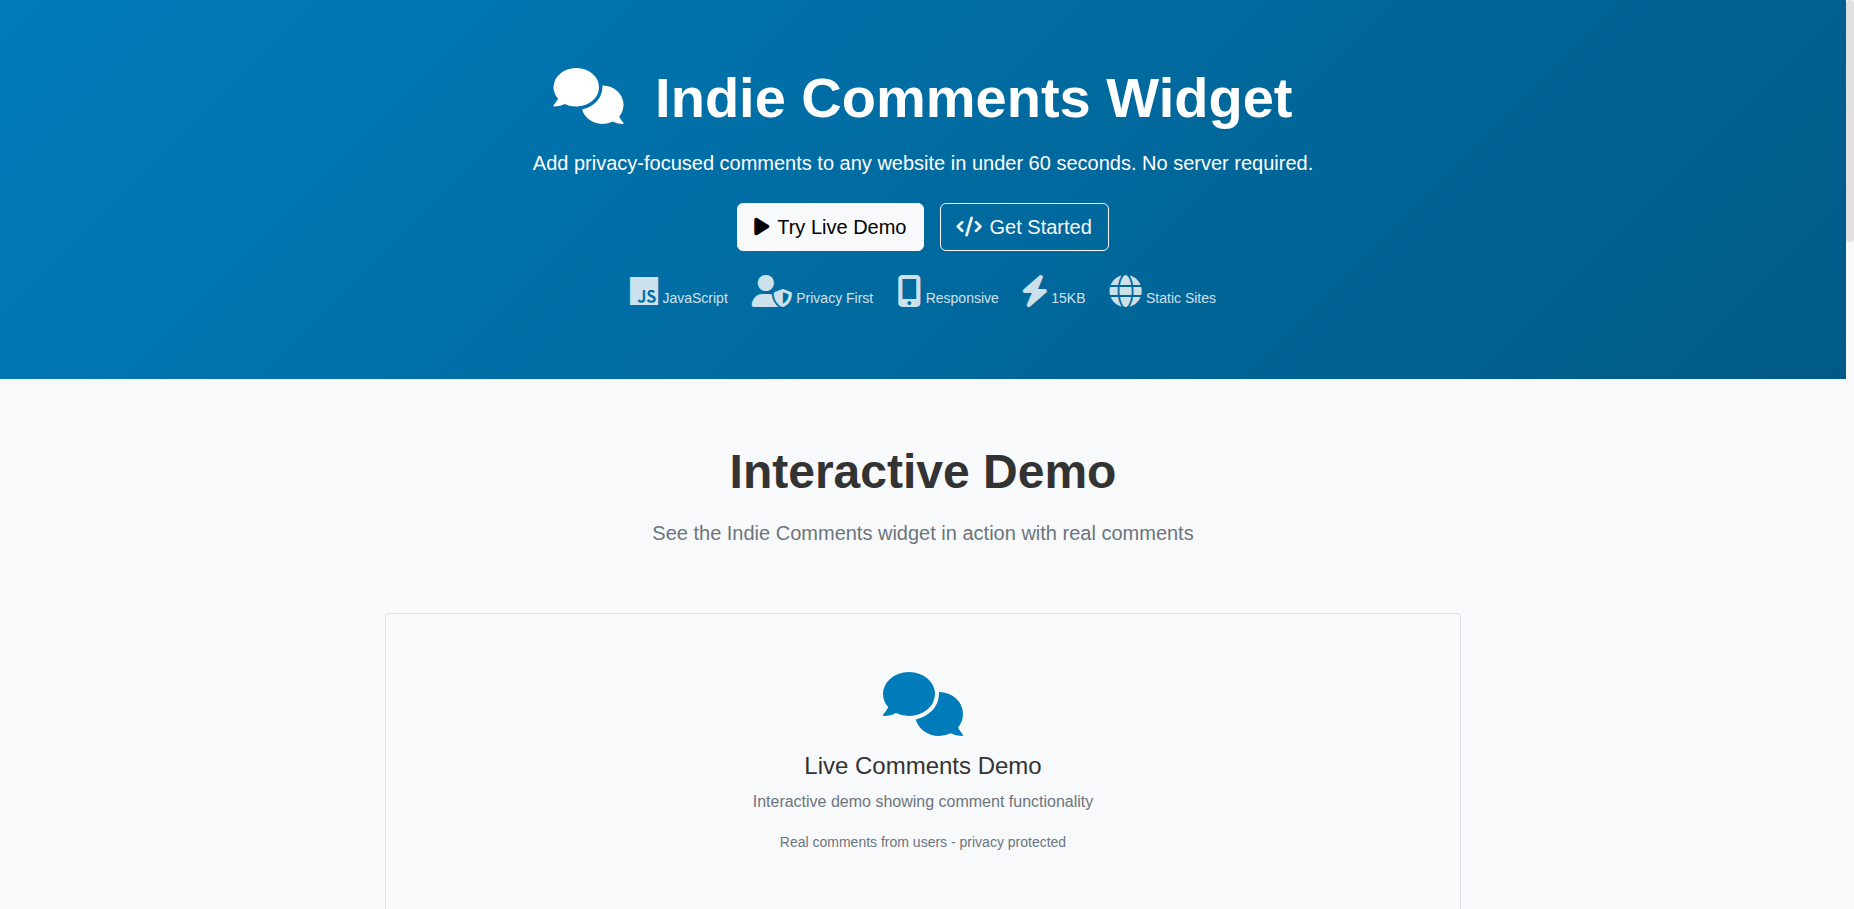 Indie Comments Widget
Add privacy-focused comments to any website in under 60 seconds. No server required.
Try Live Demo
Get Started
JS JavaScript Privacy First Responsive 15KB Static Sites
Interactive Demo
See the Indie Comments widget in action with real comments
Live Comments Demo
Interactive demo showing comment functionality
Real comments from users - privacy protected